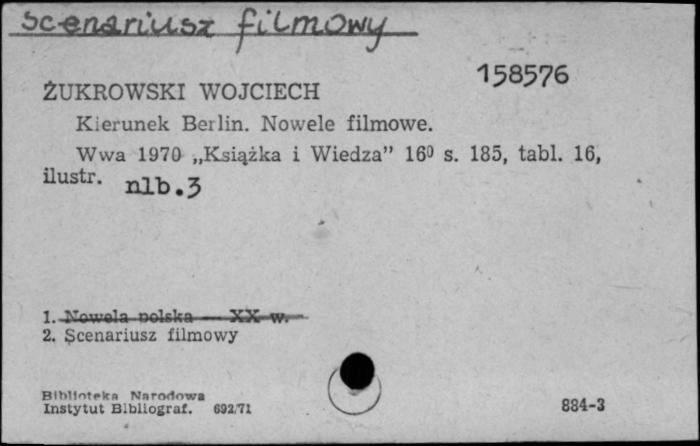 scenariusz filmowy
158576
ŻUKROWSKI WOJCIECH
Kierunek Berlin. Nowele filmowe.
Wwa 1970 „Książka i Wiedza" 16⁰ s. 185, tabl. 16,
ilustr. nlb.3
1. Nowela polska — XX w.
2. Scenariusz filmowy
Biblioteka Narodowa
Instytut Bibliograf. 692/71
884-3